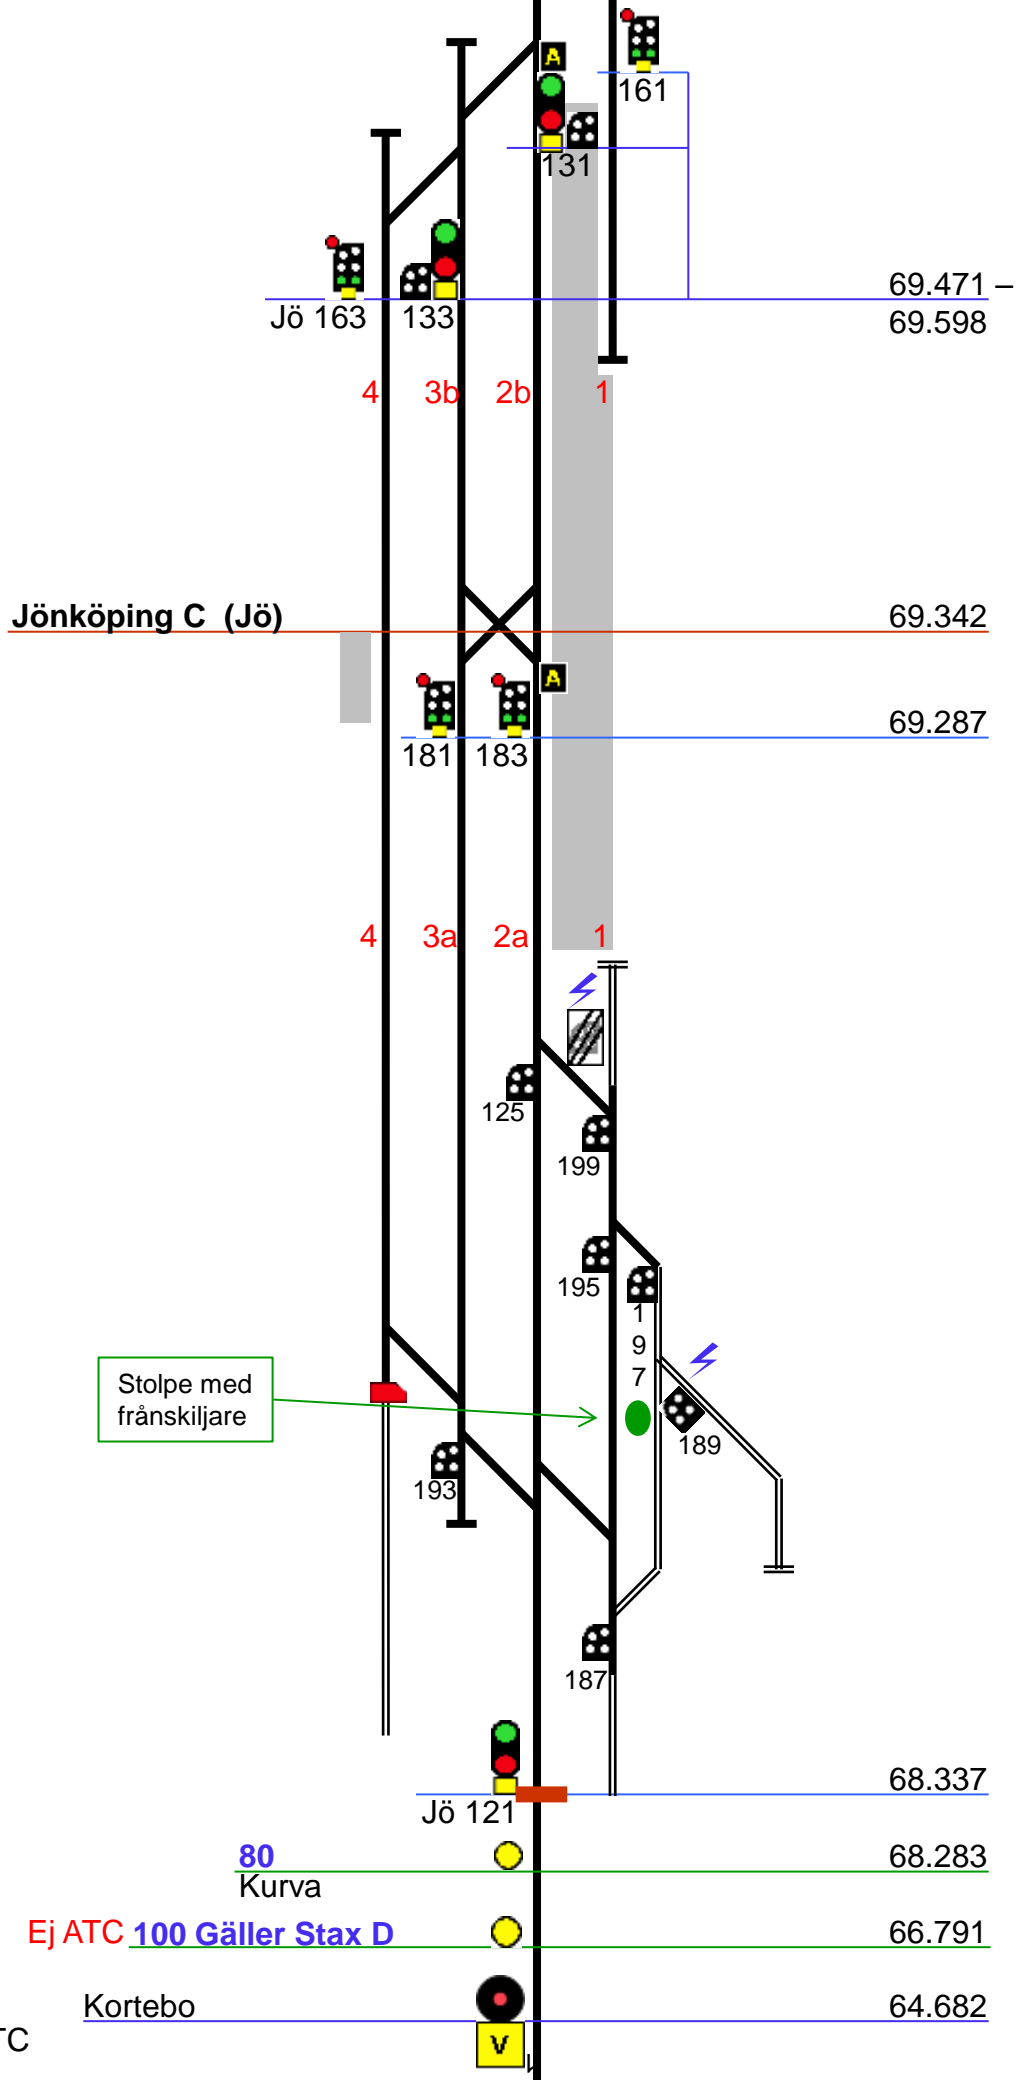 A
161
131
69.471 –
Jö 163
133
69.598
4
3b
2b
1
Jönköping C (Jö)
69.342
A
69.287
181
183
4
3a
2a
1
125
199
195
1
9
7
Stolpe med
frånskiljare
189
193
187
68.337
Jö 121
80
68.283
Kurva
Ej ATC 100 Gäller Stax D
66.791
Kortebo
64.682
TC
V